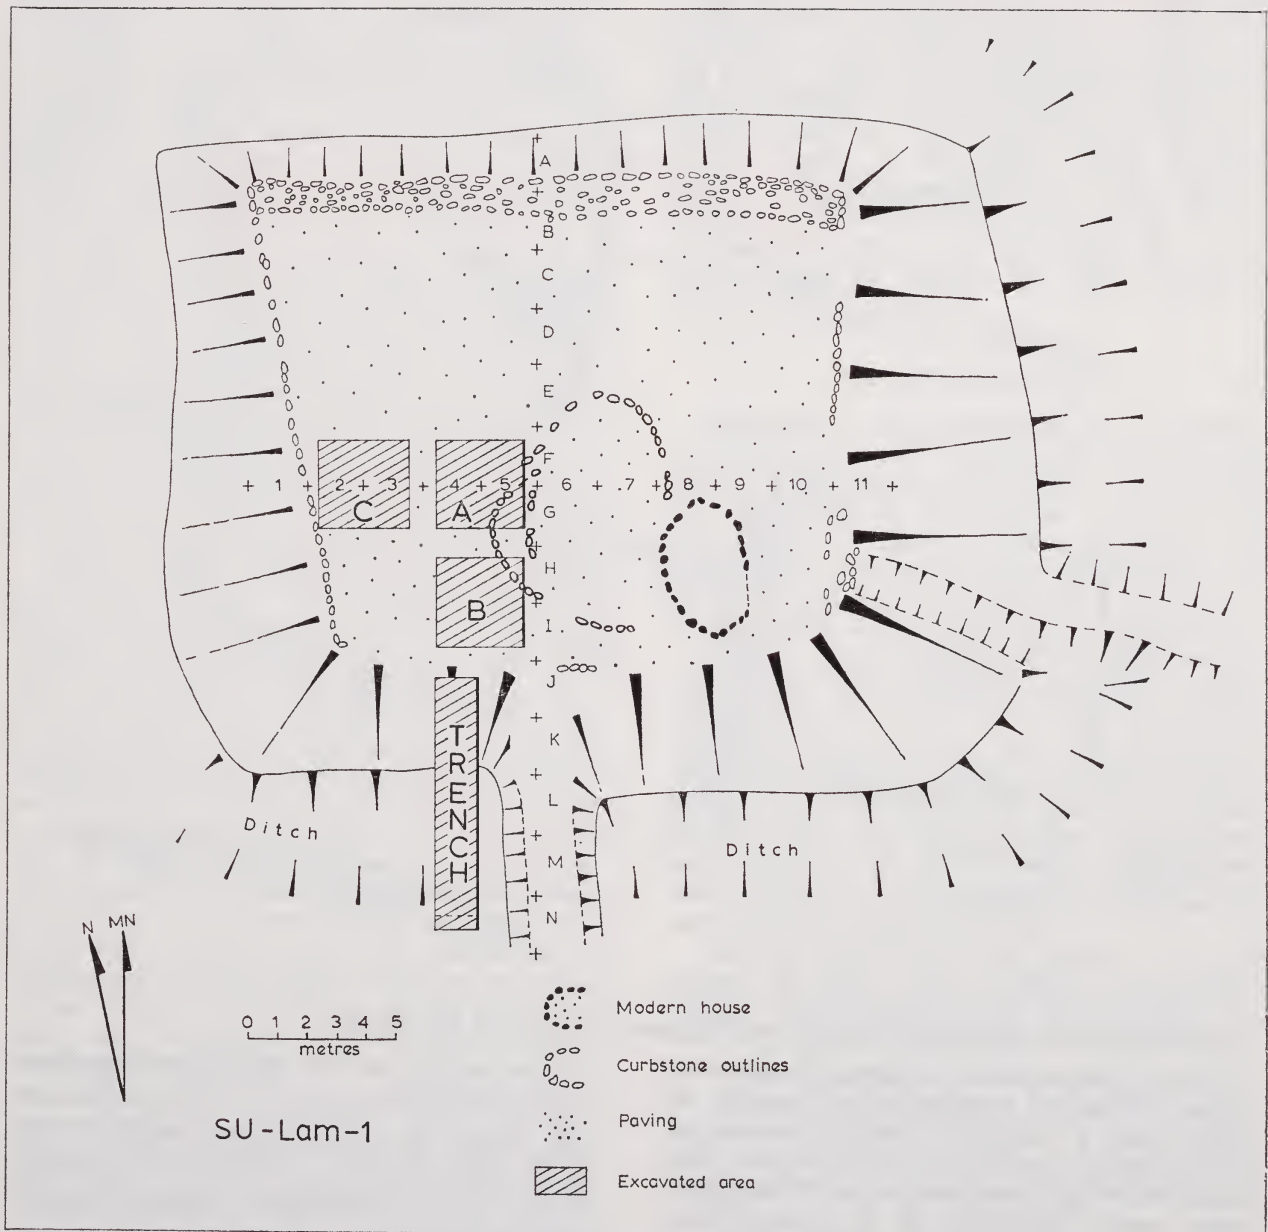 A
B
C
D
E
F
1 2 3 4 5 6 7 8 9 10 11
C A
G
H
B
I
J
TRENCH
K
L
M
N
Ditch
Ditch
N MN
0 1 2 3 4 5
metres
SU-Lam-1
Modern house
Curbstone outlines
Paving
Excavated area